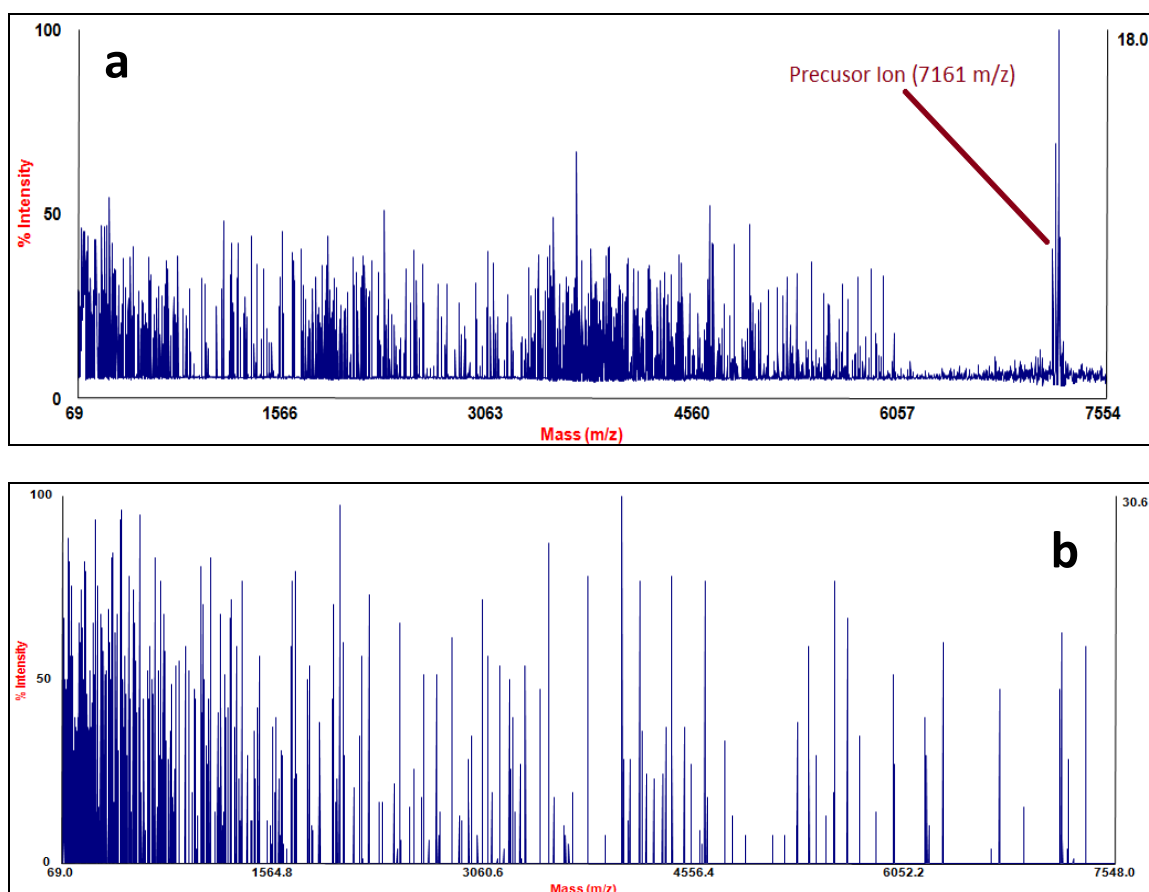 100
a
18.0
Precusor Ion (7161 m/z)
% Intensity
50
0
69
1566
3063
4560
6057
7554
Mass (m/z)
100
b
30.6
% Intensity
50
0
69.0
1564.8
3060.6
4556.4
6052.2
7548.0
Mass (m/z)